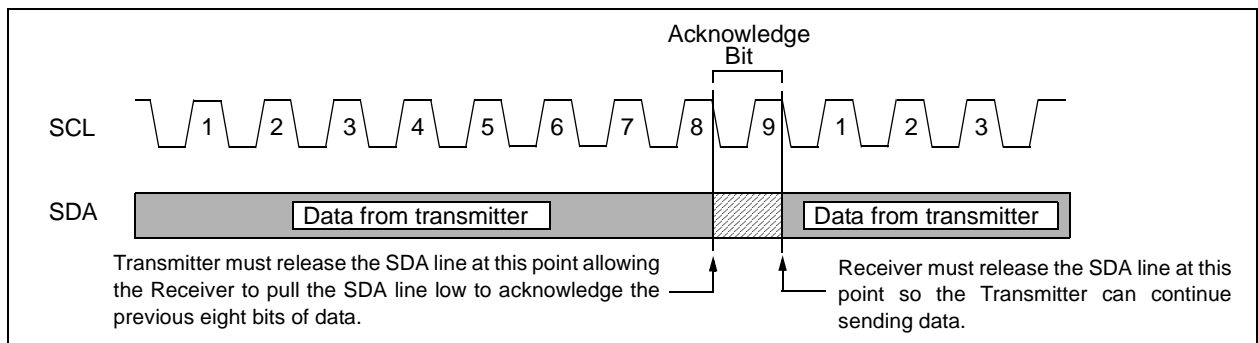 Acknowledge
Bit
SCL
1 2 3 4 5 6 7 8 9 1 2 3
SDA
Data from transmitter
Data from transmitter
Transmitter must release the SDA line at this point allowing
the Receiver to pull the SDA line low to acknowledge the
previous eight bits of data.
Receiver must release the SDA line at this
point so the Transmitter can continue
sending data.